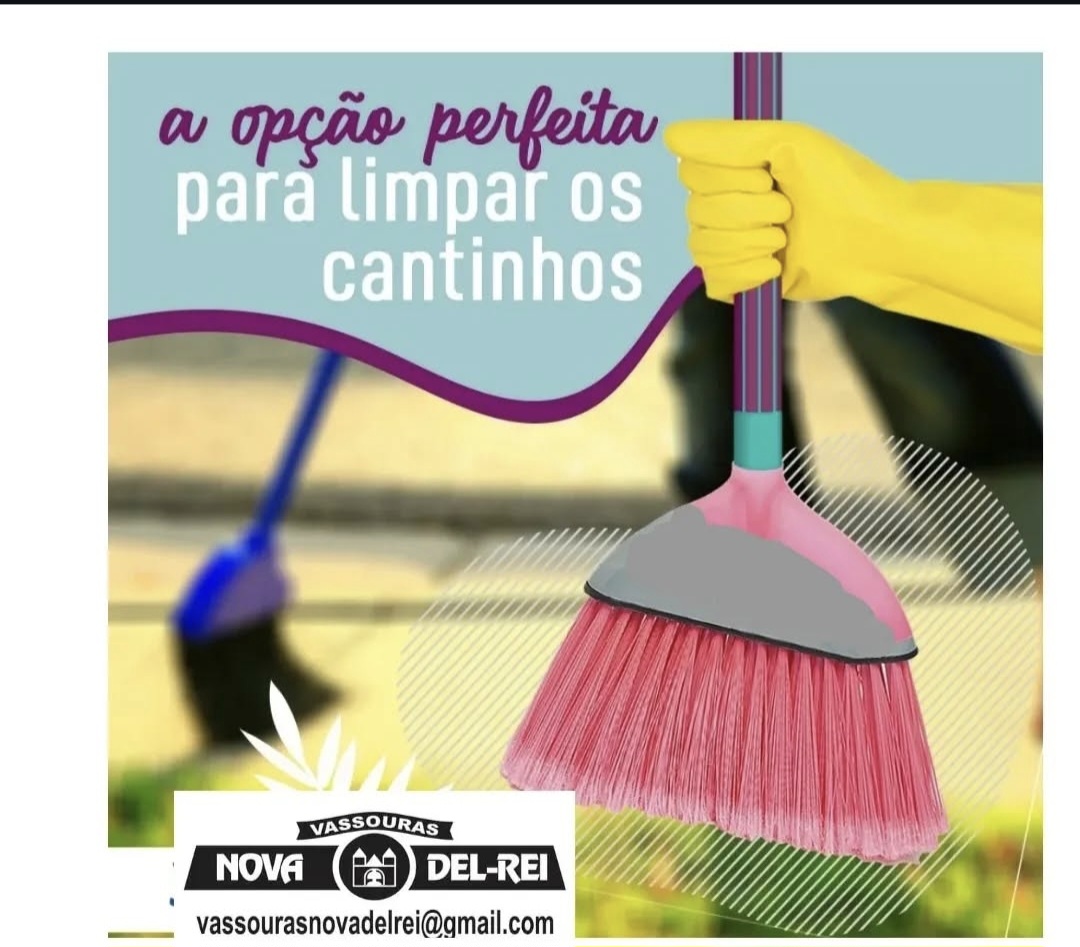 a opção perfeita
para limpar os
cantinhos
VASSOURAS
NOVA DEL-REI
vassourasnovadelrei@gmail.com